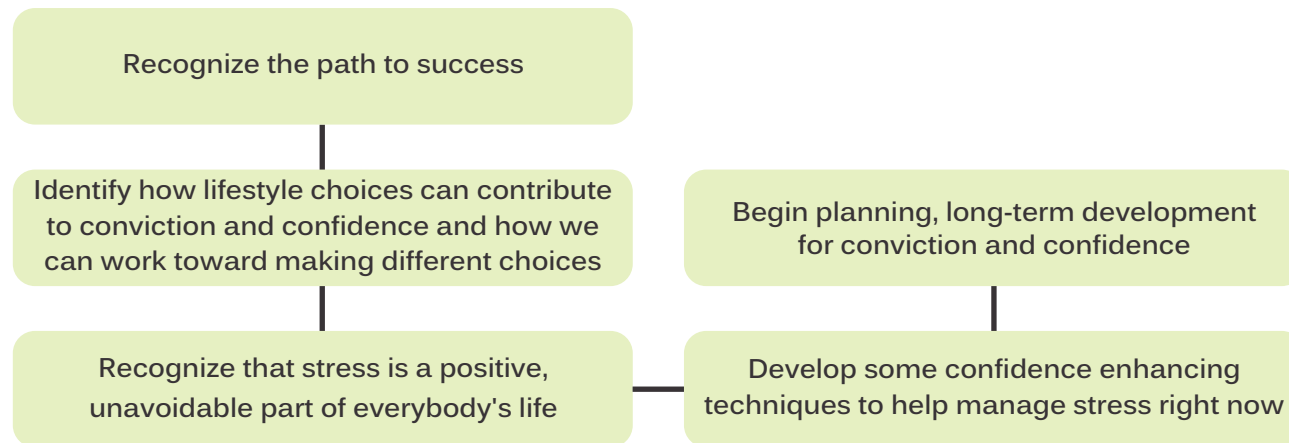 Recognize the path to success
Identify how lifestyle choices can contribute
to conviction and confidence and how we
can work toward making different choices
Recognize that stress is a positive,
unavoidable part of everybody's life
Develop some confidence enhancing
techniques to help manage stress right now
Begin planning, long-term development
for conviction and confidence